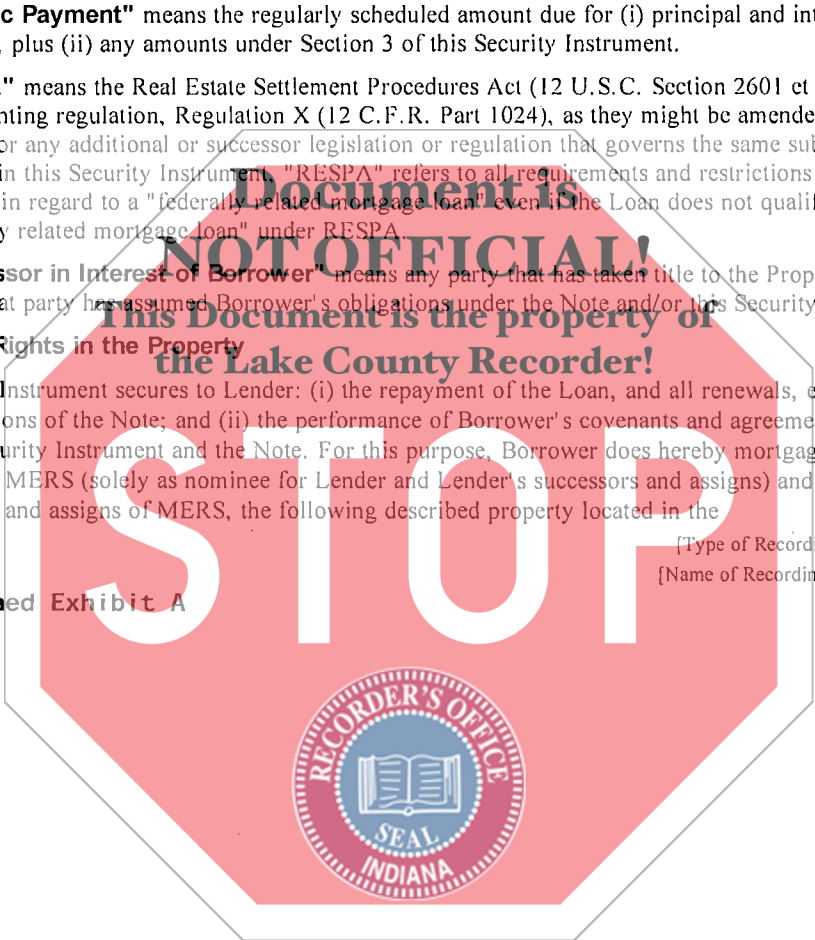 c Payment" means the regularly scheduled amount due for (i) principal and int
, plus (ii) any amounts under Section 3 of this Security Instrument.
" means the Real Estate Settlement Procedures Act (12 U.S.C. Section 2601 et
nting regulation, Regulation X (12 C.F.R. Part 1024), as they might be amende
or any additional or successor legislation or regulation that governs the same sub
in this Security Instrument, "RESPA" refers to all requirements and restrictions
in regard to a "federally related mortgage loan" even if the Loan does not qualif
y related mortgage loan" under RESPA.
ssor in Interest of Borrower" means any party that has taken title to the Prop
at party has assumed Borrower's obligations under the Note and/or this Security
Rights in the Property
Instrument secures to Lender: (i) the repayment of the Loan, and all renewals, e
ons of the Note; and (ii) the performance of Borrower's covenants and agreeme
urity Instrument and the Note. For this purpose, Borrower does hereby mortgag
MERS (solely as nominee for Lender and Lender's successors and assigns) and
and assigns of MERS, the following described property located in the
[Type of Recordi
[Name of Recordin
ed Exhibit A
Document is
NOT OFFICIAL!
This Document is the property of
the Lake County Recorder!
STOP
RECORDER'S OFFICE
SEAL
INDIANA